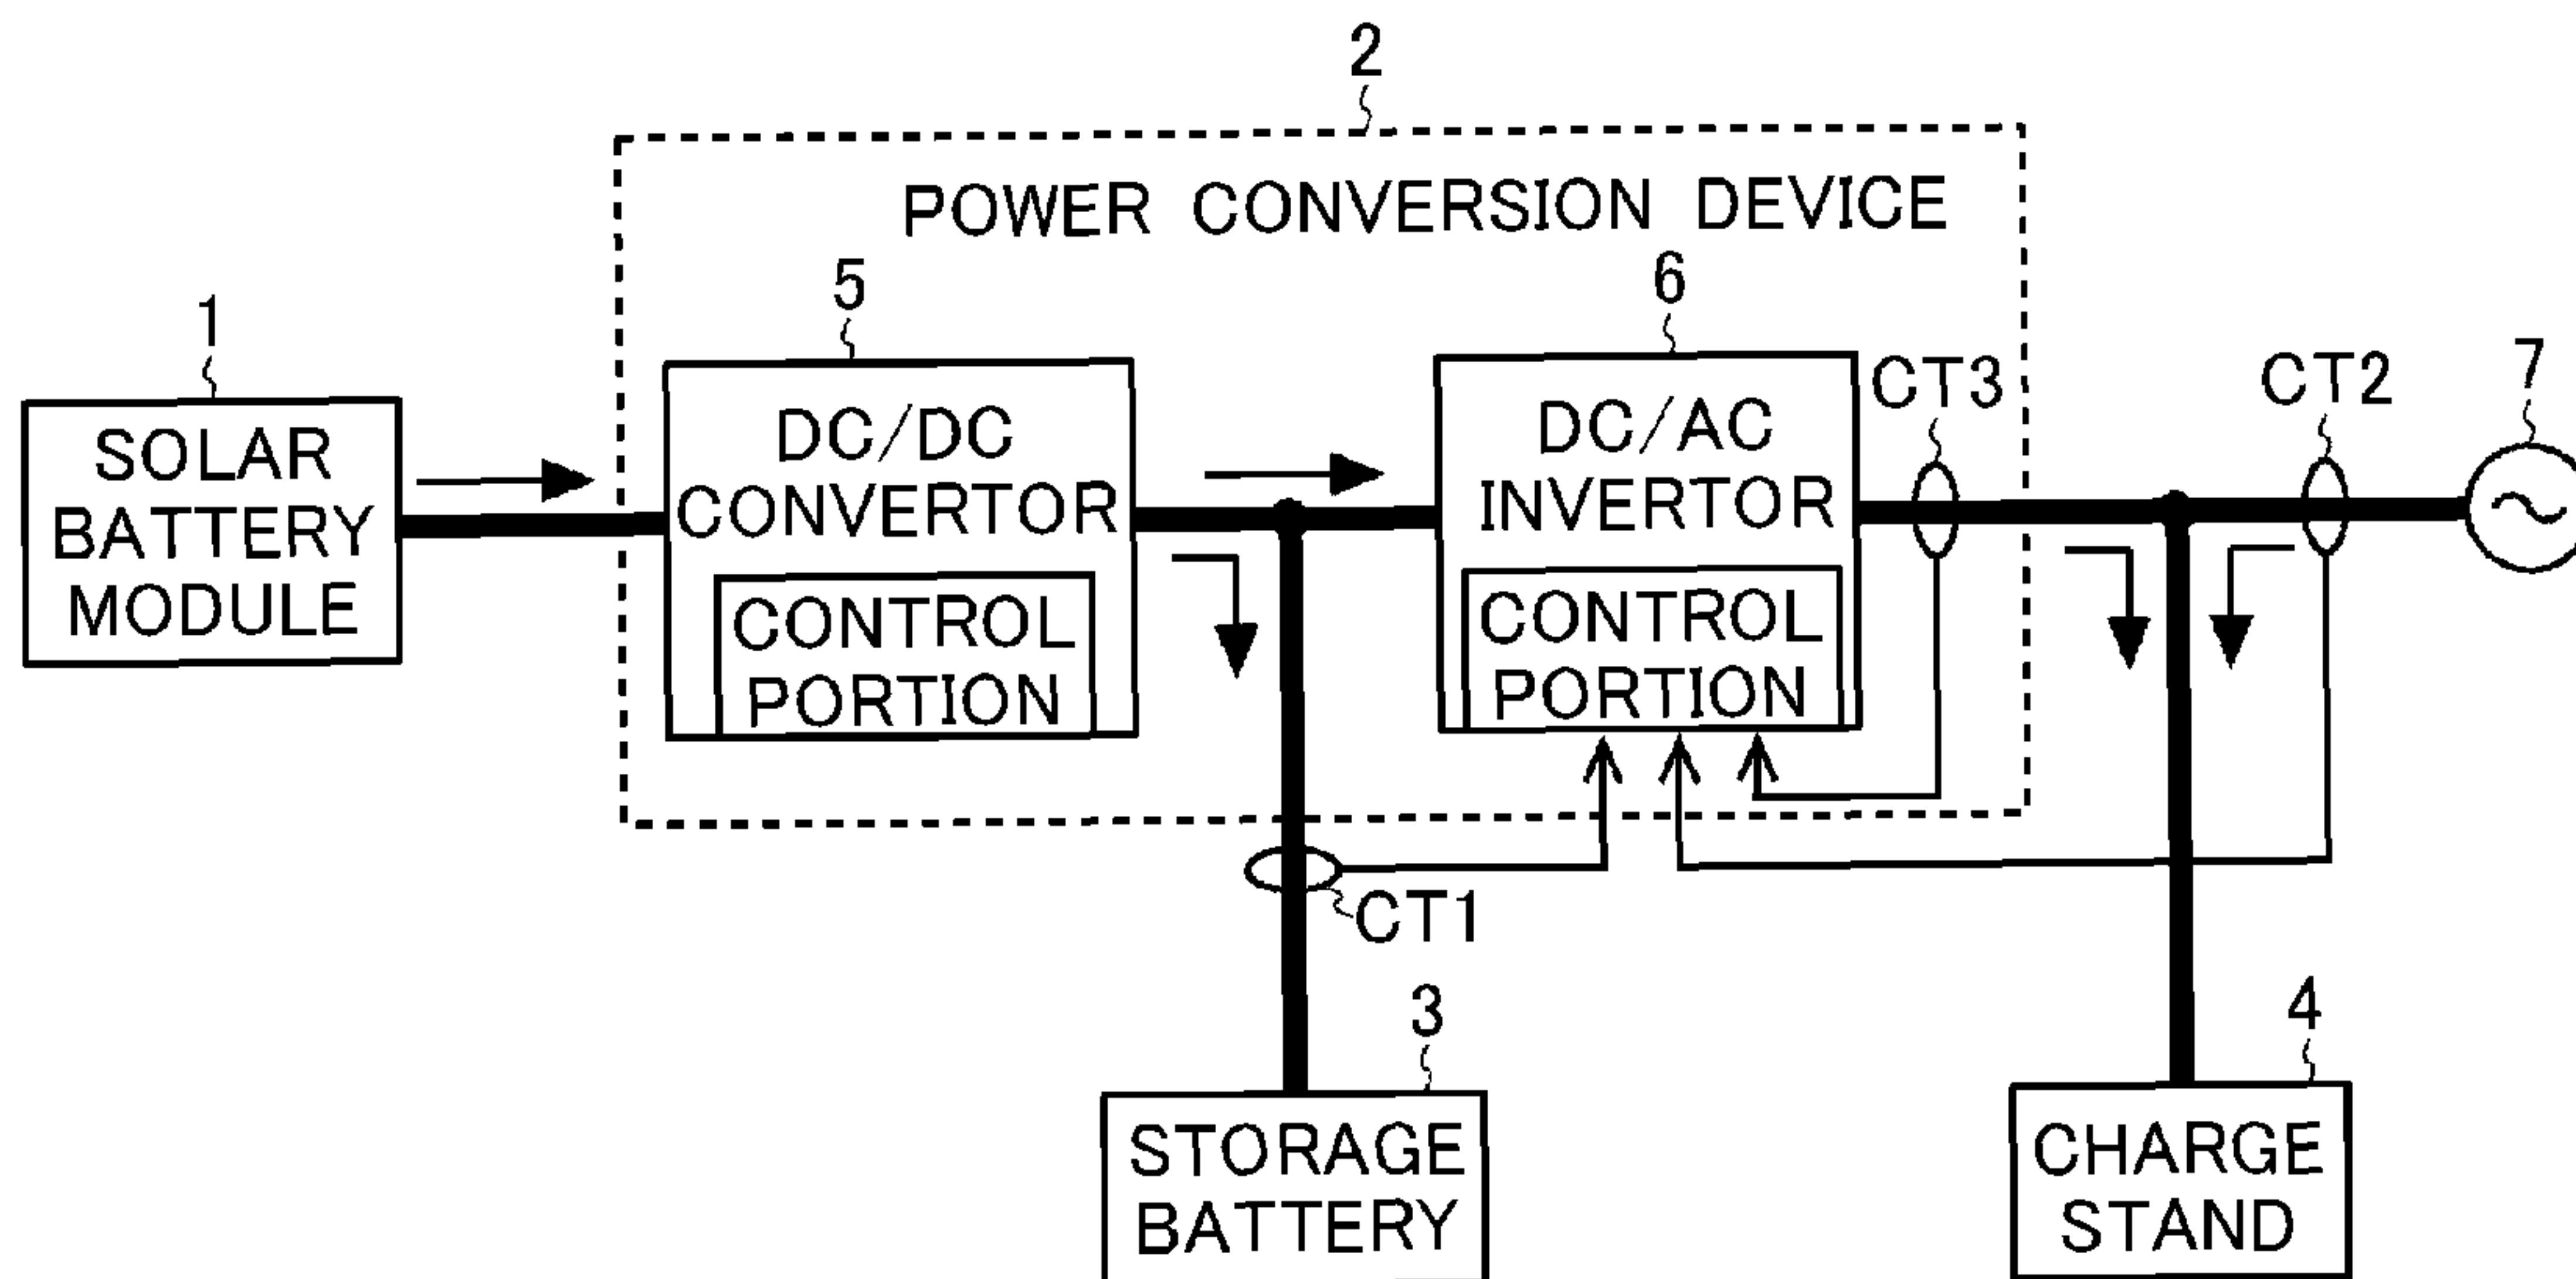 2
POWER CONVERSION DEVICE
1
SOLAR
BATTERY
MODULE
5
DC/DC
CONVERTOR
CONTROL
PORTION
6
DC/AC
INVERTOR
CONTROL
PORTION
CT3
CT2
7
CT1
3
STORAGE
BATTERY
4
CHARGE
STAND